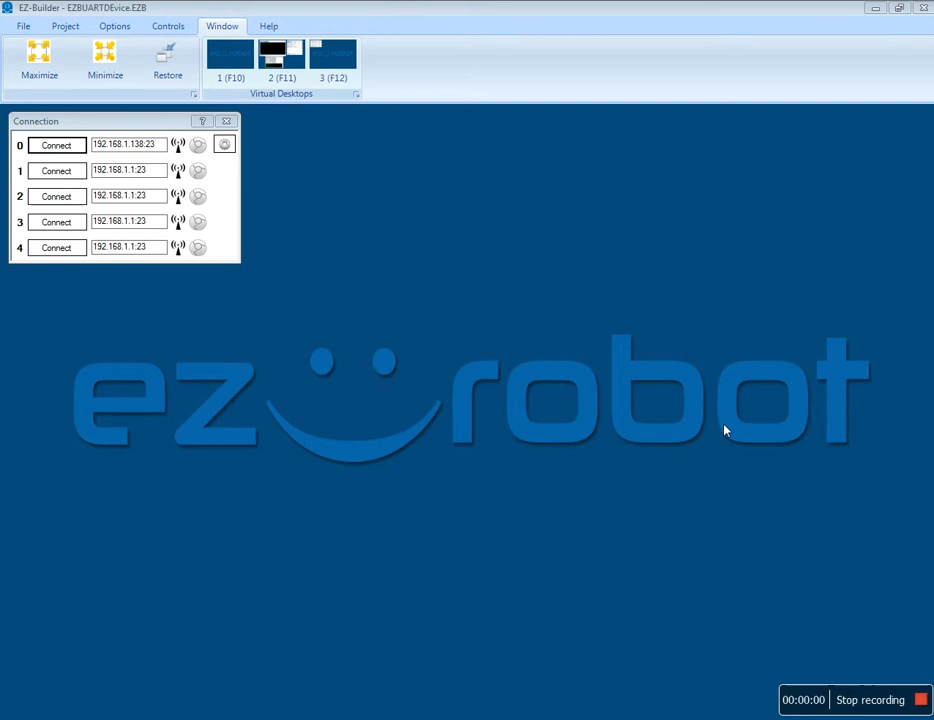 EZ-Builder - EZBUARTDEvice.EZB
File Project Options Controls Window Help
Maximize Minimize Restore
1 (F10) 2 (F11) 3 (F12)
Virtual Desktops
Connection ?
0 Connect 192.168.1.138:23
1 Connect 192.168.1.1:23
2 Connect 192.168.1.1:23
3 Connect 192.168.1.1:23
4 Connect 192.168.1.1:23
ez robot
00:00:00 Stop recording